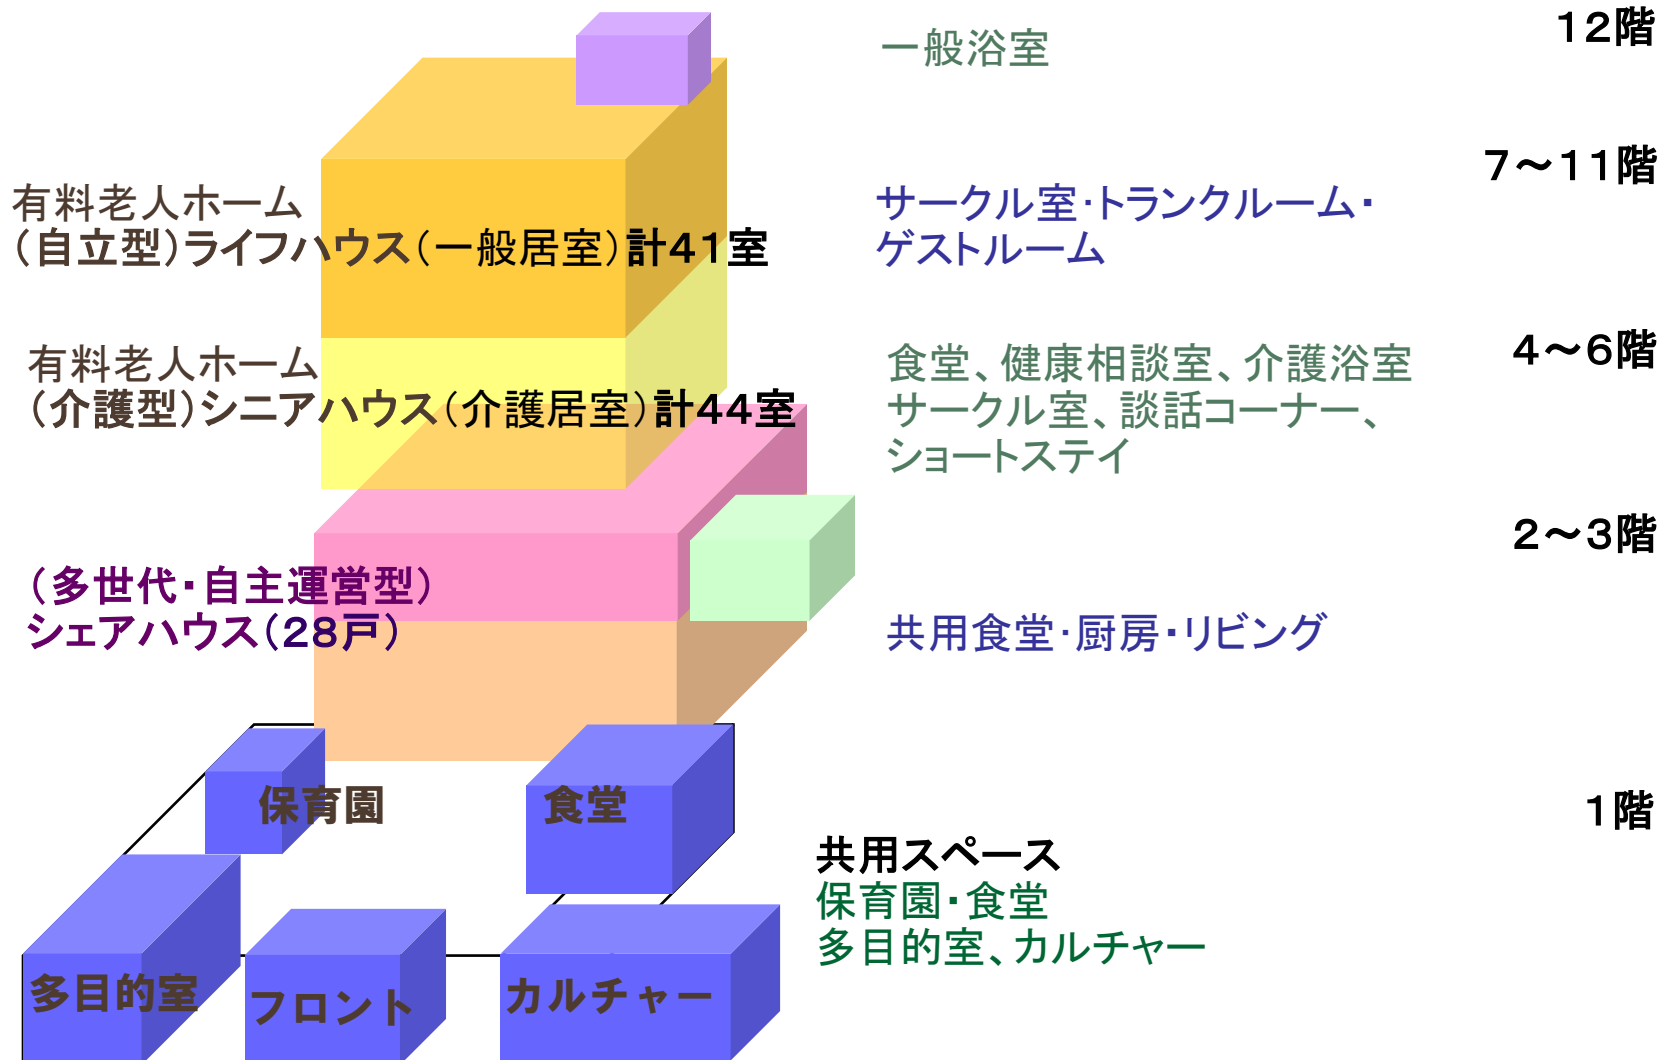 一般浴室
12階
7～11階
有料老人ホーム
（自立型）ライフハウス（一般居室）計41室
サークル室・トランクルーム・
ゲストルーム
4～6階
有料老人ホーム
（介護型）シニアハウス（介護居室）計44室
食堂、健康相談室、介護浴室
サークル室、談話コーナー、
ショートステイ
2～3階
（多世代・自主運営型）
シェアハウス（28戸）
共用食堂・厨房・リビング
1階
保育園
食堂
共用スペース
保育園・食堂
多目的室、カルチャー
多目的室
フロント
カルチャー